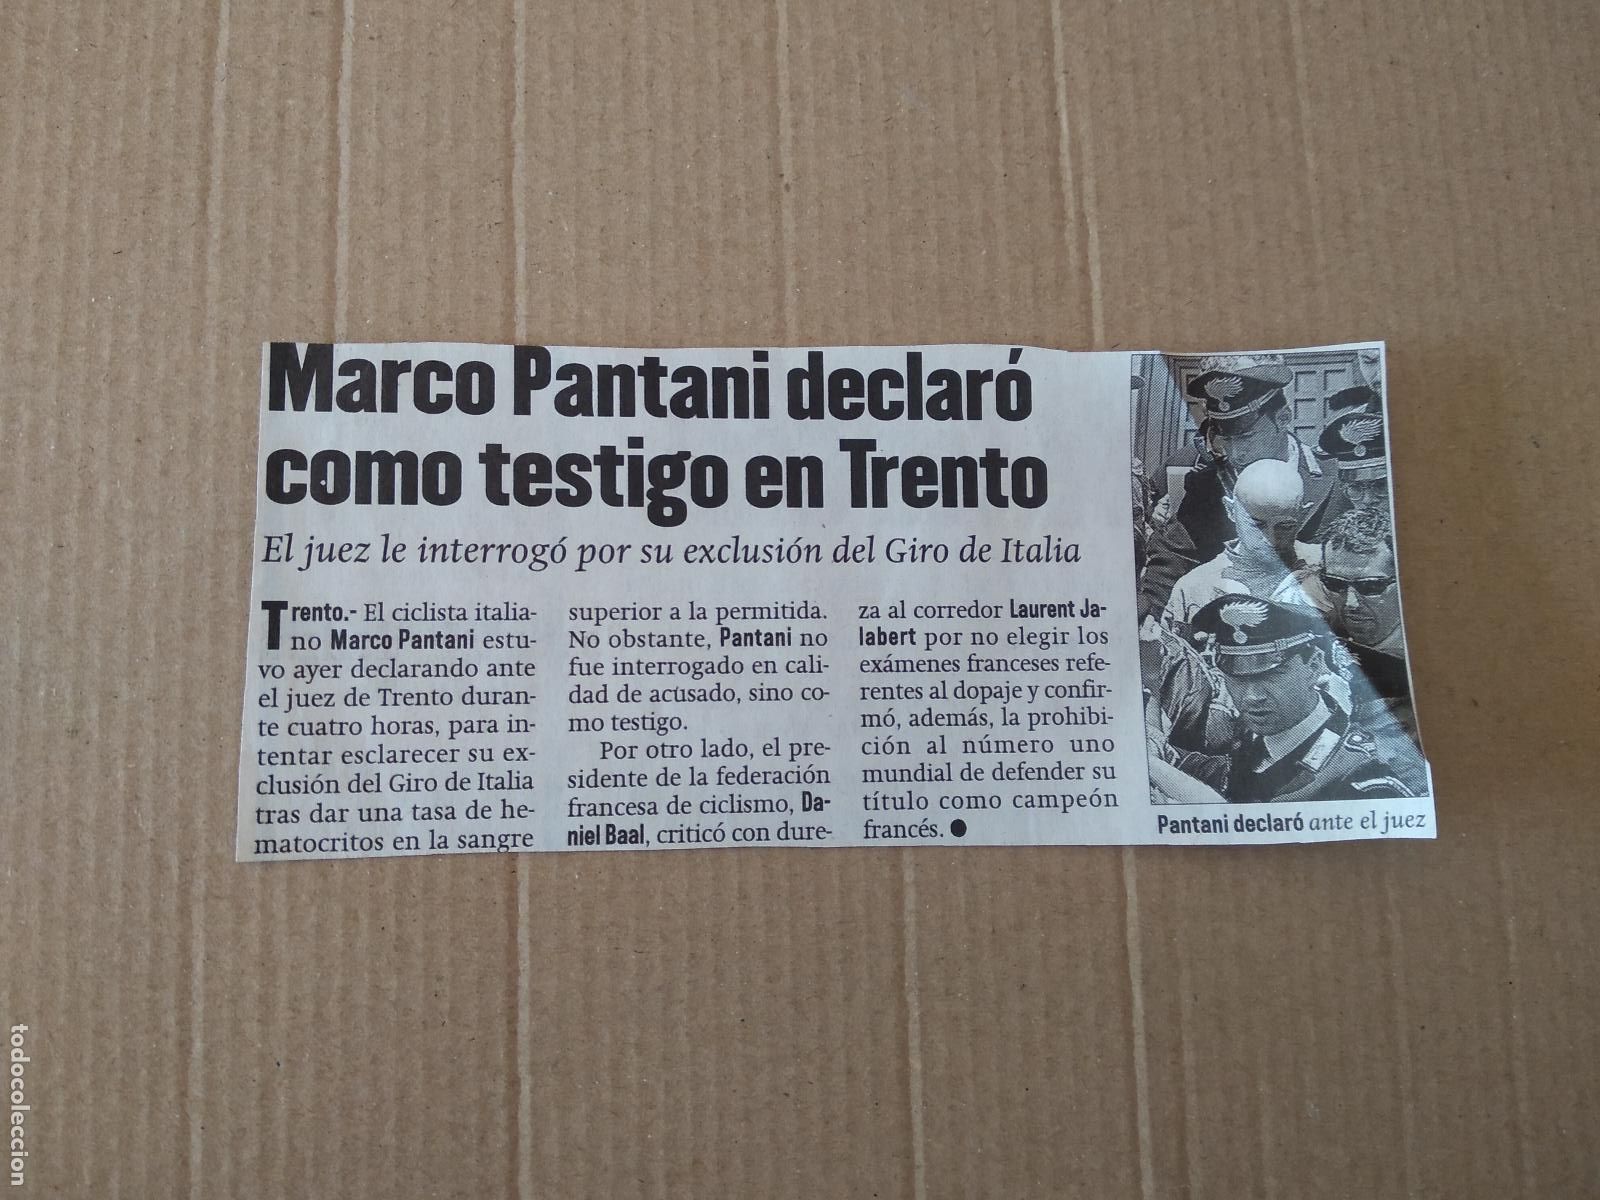 Marco Pantani declaró
como testigo en Trento
El juez le interrogó por su exclusión del Giro de Italia
Trento.- El ciclista italia-
no Marco Pantani estu-
vo ayer declarando ante
el juez de Trento duran-
te cuatro horas, para in-
tentar esclarecer su ex-
clusión del Giro de Italia
tras dar una tasa de he-
matocritos en la sangre
superior a la permitida.
No obstante, Pantani no
fue interrogado en cali-
dad de acusado, sino co-
mo testigo.
Por otro lado, el pre-
sidente de la federación
francesa de ciclismo, Da-
niel Baal, criticó con dure-
za al corredor Laurent Ja-
labert por no elegir los
exámenes franceses refe-
rentes al dopaje y confir-
mó, además, la prohibi-
ción al número uno
mundial de defender su
título como campeón
francés.
Pantani declaró ante el juez
todocoleccion